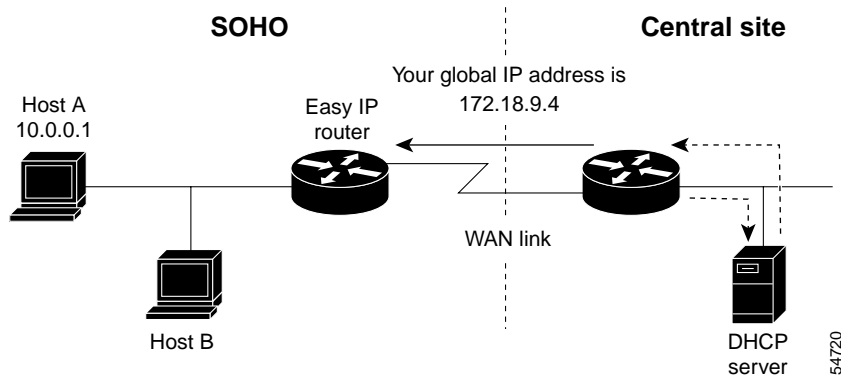 SOHO
Central site
Your global IP address is
172.18.9.4
Host A
10.0.0.1
Easy IP
router
WAN link
Host B
DHCP
server
54720